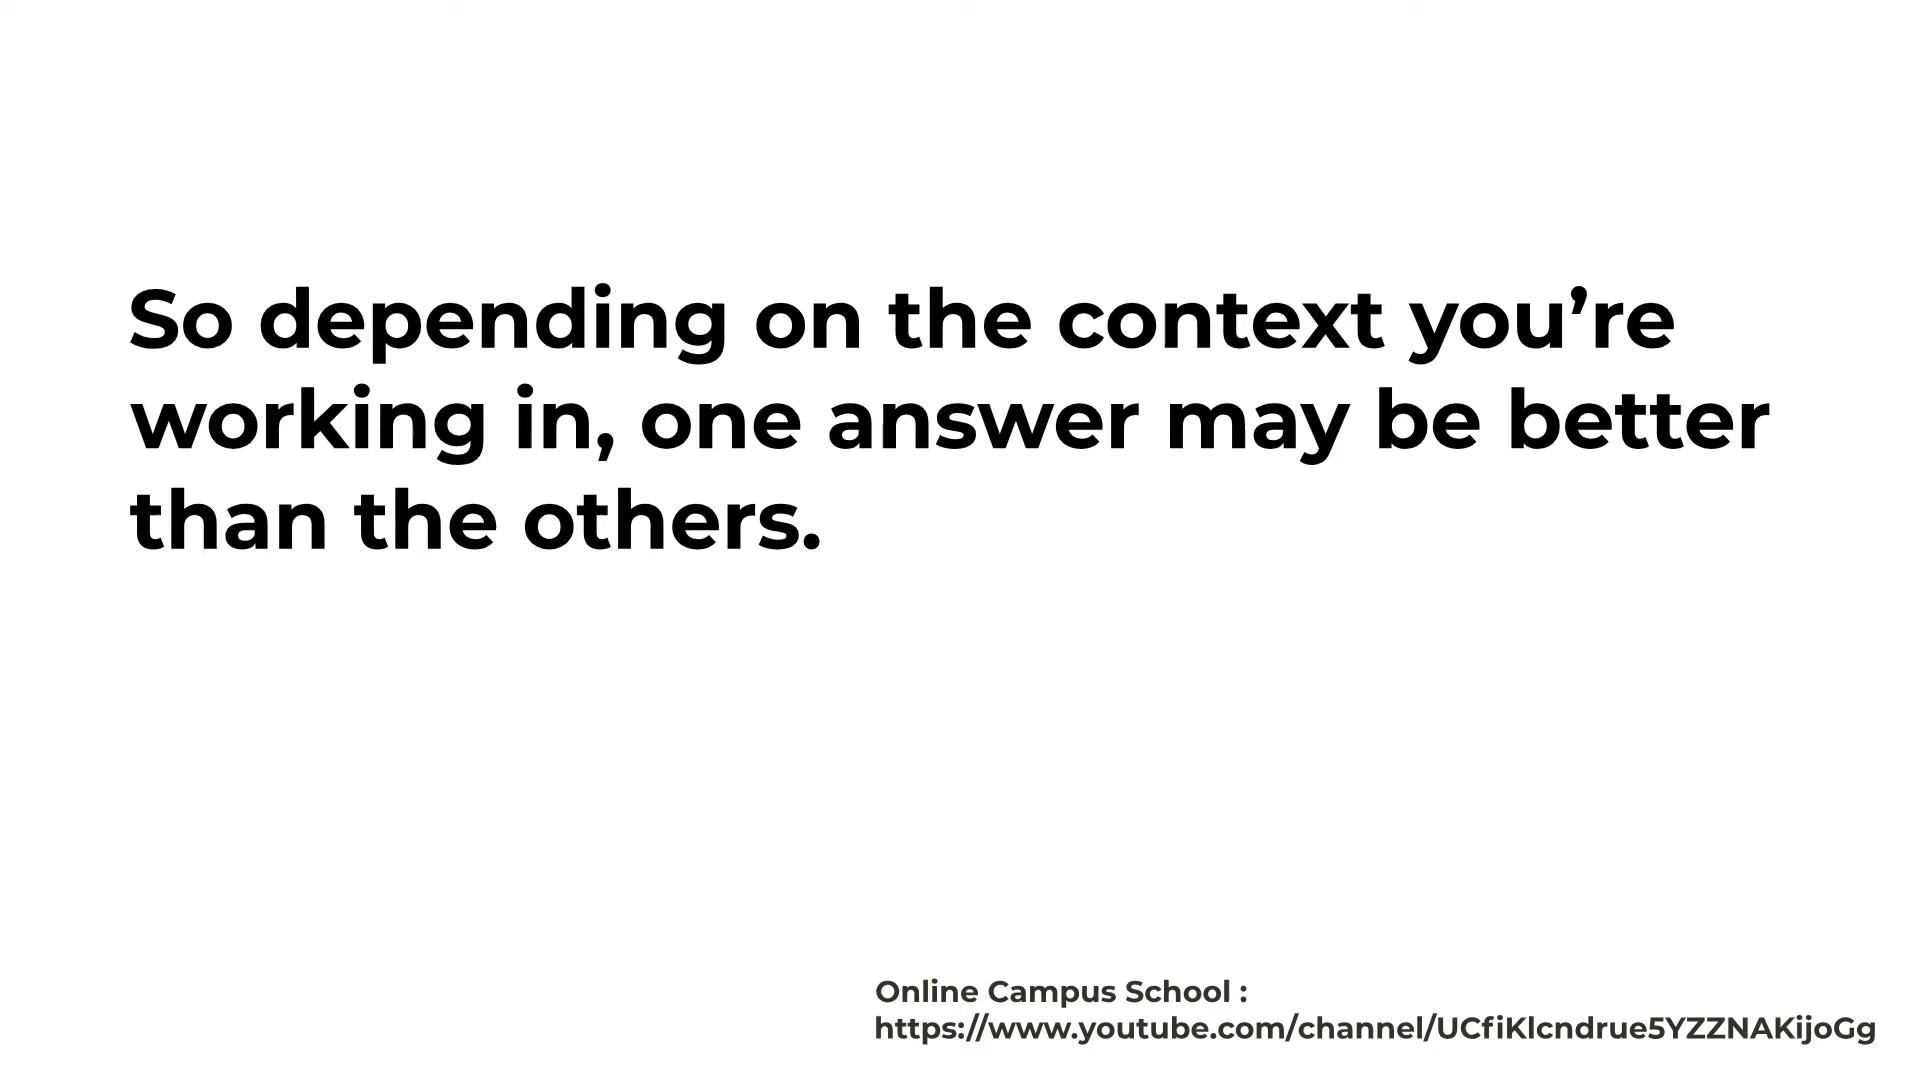 So depending on the context you’re
working in, one answer may be better
than the others.
Online Campus School :
https://www.youtube.com/channel/UCfiKlcndrue5YZZNAKijoGg